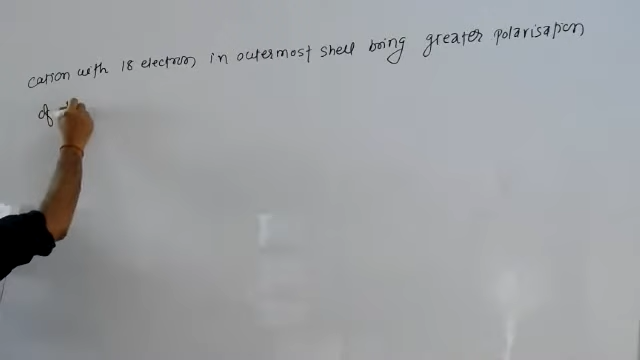 cation with 18 electrons in outermost shell bring greater polarisation
of